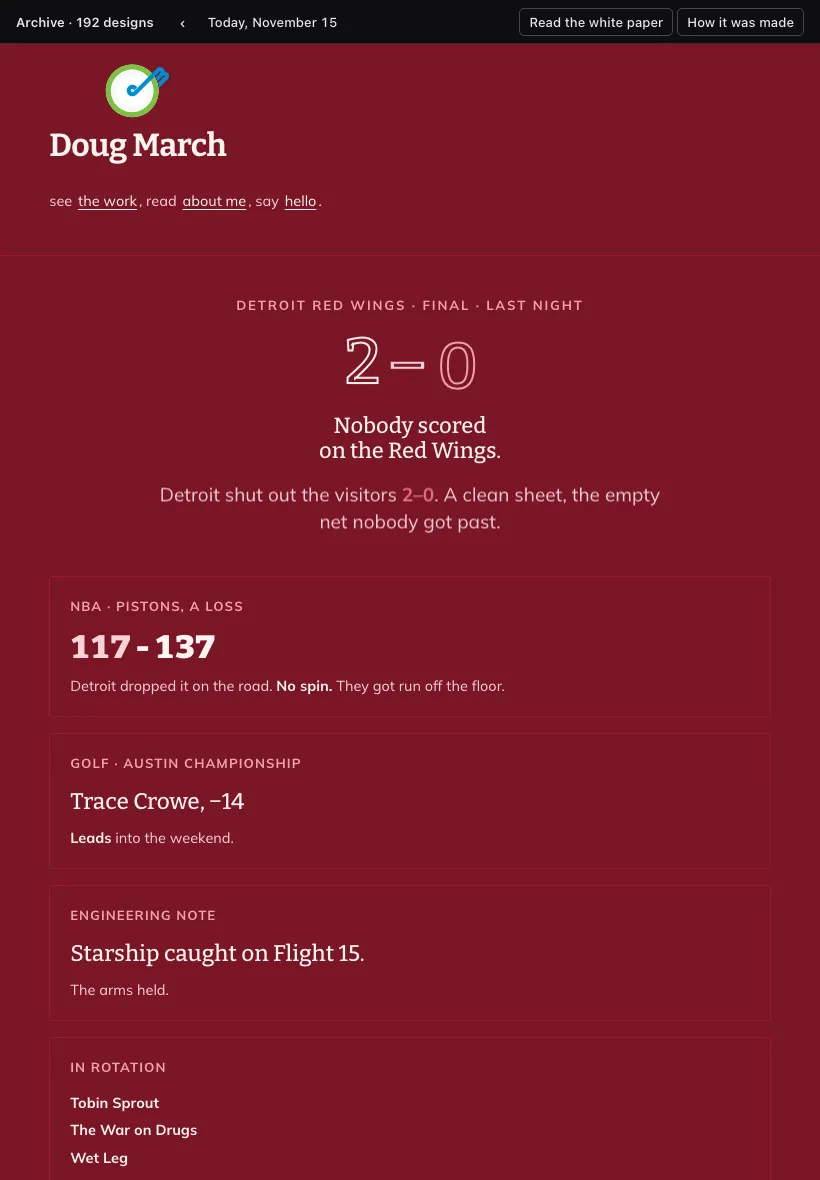 Archive · 192 designs ‹ Today, November 15 Read the white paper How it was made
Doug March
see the work, read about me, say hello.
DETROIT RED WINGS · FINAL · LAST NIGHT
2–0
Nobody scored
on the Red Wings.
Detroit shut out the visitors 2–0. A clean sheet, the empty
net nobody got past.
NBA · PISTONS, A LOSS
117-137
Detroit dropped it on the road. No spin. They got run off the floor.
GOLF · AUSTIN CHAMPIONSHIP
Trace Crowe, −14
Leads into the weekend.
ENGINEERING NOTE
Starship caught on Flight 15.
The arms held.
IN ROTATION
Tobin Sprout
The War on Drugs
Wet Leg